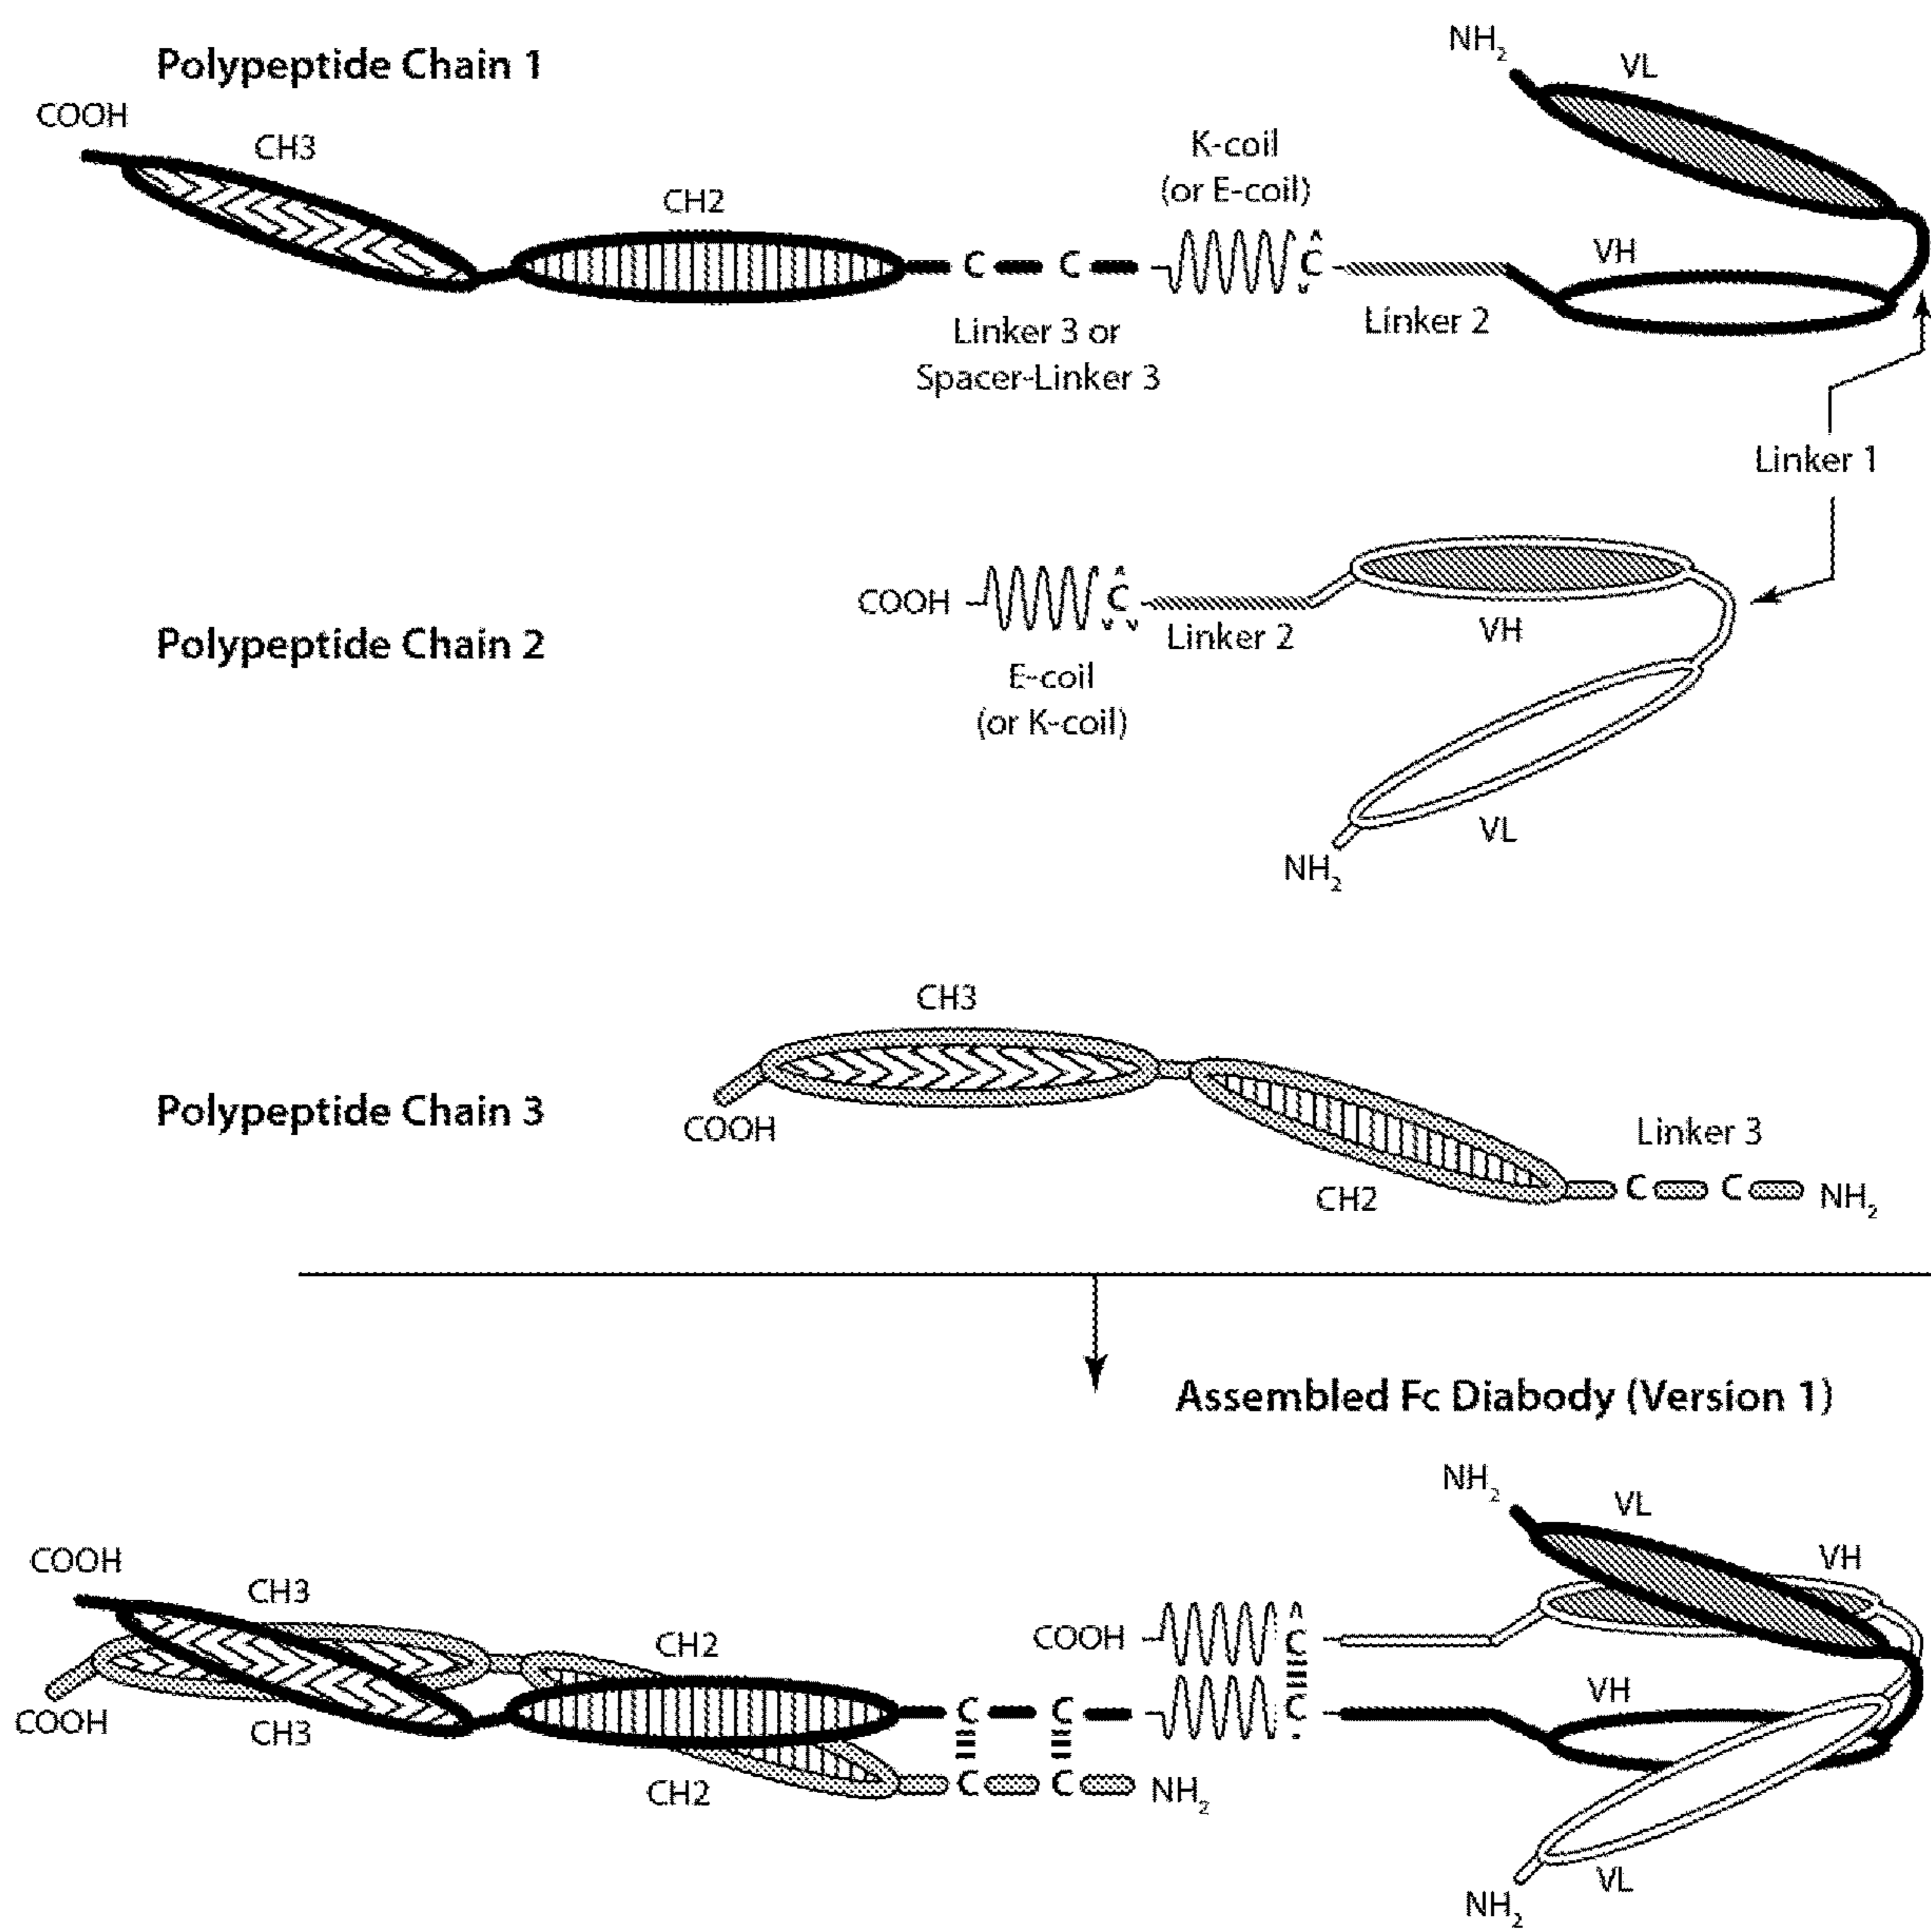 Polypeptide Chain 1
NH2
VL
COOH
CH3
K-coil
(or E-coil)
CH2
VH
C C C
Linker 3 or
Spacer-Linker 3
Linker 2
Linker 1
COOH
C
Linker 2
VH
Polypeptide Chain 2
E-coil
(or K-coil)
VL
NH2
CH3
Polypeptide Chain 3
COOH
Linker 3
CH2
C C NH2
Assembled Fc Diabody (Version 1)
NH2
VL
VH
COOH
CH3
CH2
COOH
C
VH
COOH
CH3
C C C
CH2
C C NH2
VL
NH2